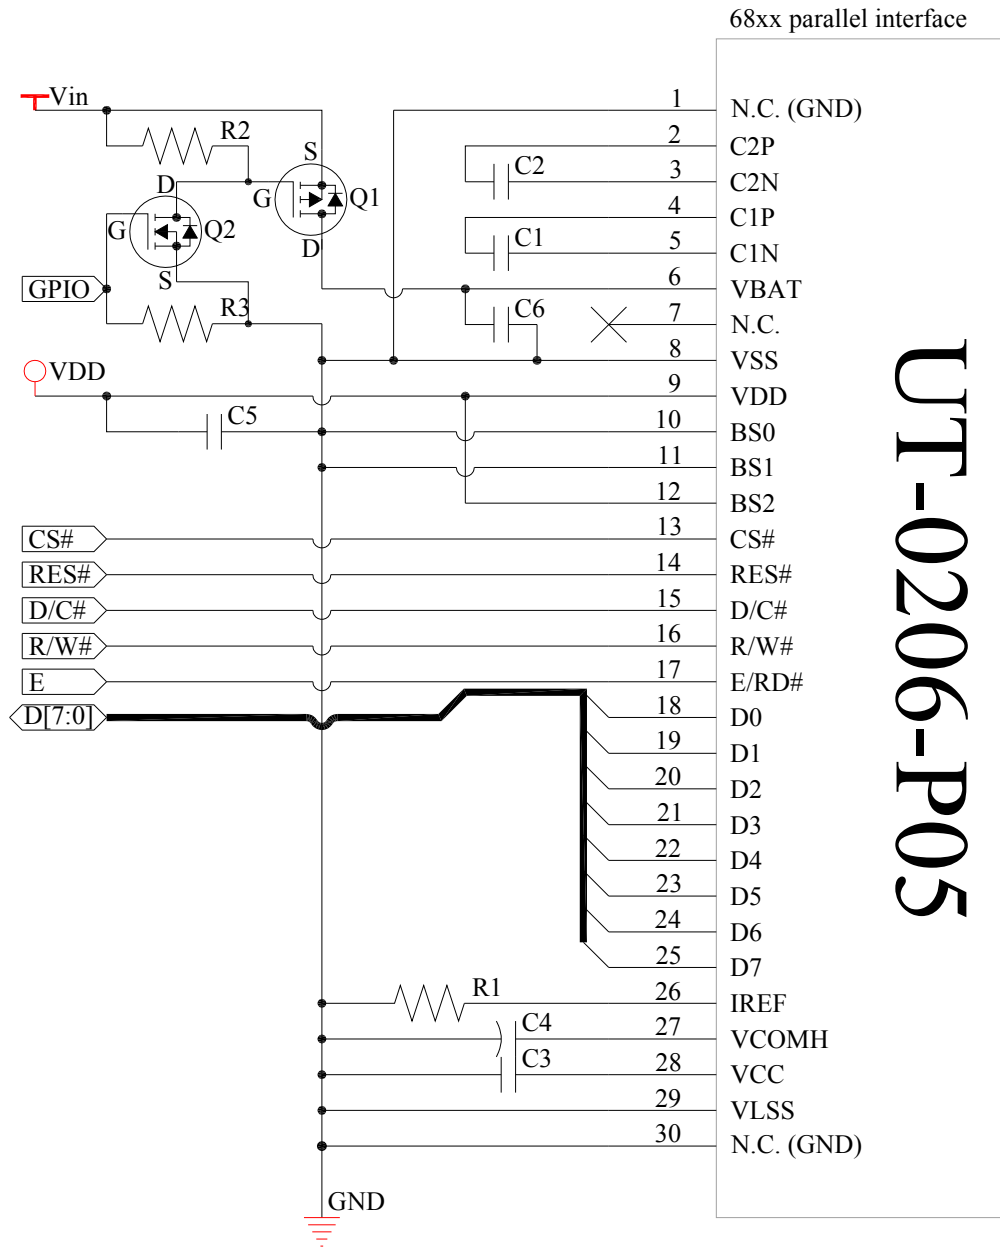 68xx parallel interface
Vin
R2
S
D
G
Q1
G
Q2
D
S
GPIO
R3
VDD
C5
C2
C1
C6
1 N.C. (GND)
2 C2P
3 C2N
4 C1P
5 C1N
6 VBAT
7 N.C.
8 VSS
9 VDD
10 BS0
11 BS1
12 BS2
CS# 13 CS#
RES# 14 RES#
D/C# 15 D/C#
R/W# 16 R/W#
E 17 E/RD#
D[7:0] 18 D0
19 D1
20 D2
21 D3
22 D4
23 D5
24 D6
25 D7
R1 26 IREF
C4 27 VCOMH
C3 28 VCC
29 VLSS
30 N.C. (GND)
GND
UT-0206-P05